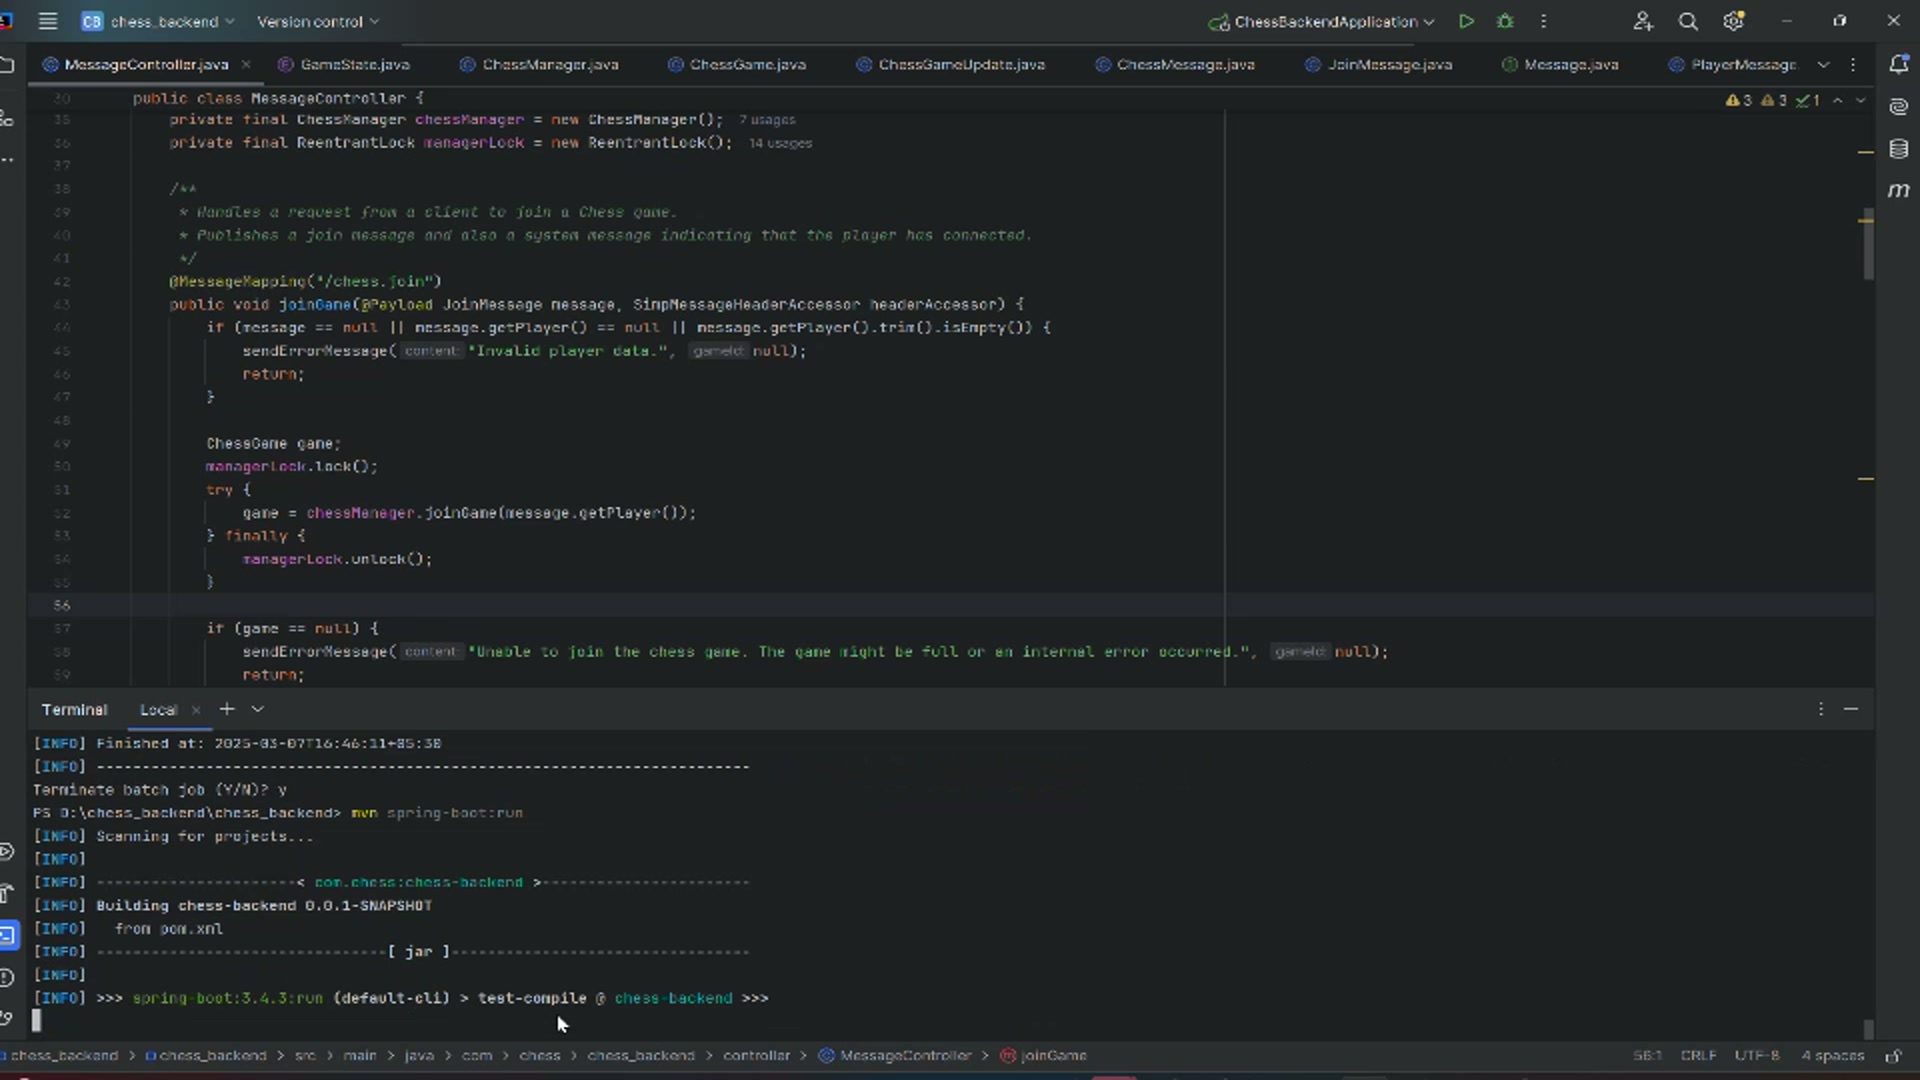 CB chess_backend Version control ChessBackendApplication
MessageController.java GameState.java ChessManager.java ChessGame.java ChessGameUpdate.java ChessMessage.java JoinMessage.java Message.java PlayerMessage.
30 public class MessageController { 3 3 1
35 private final ChessManager chessManager = new ChessManager(); 7 usages
36 private final ReentrantLock managerLock = new ReentrantLock(); 14 usages
37
38 /**
39 * Handles a request from a client to join a Chess game.
40 * Publishes a join message and also a system message indicating that the player has connected.
41 */
42 @MessageMapping("/chess.join")
43 public void joinGame(@Payload JoinMessage message, SimpMessageHeaderAccessor headerAccessor) {
44 if (message == null || message.getPlayer() == null || message.getPlayer().trim().isEmpty()) {
45 sendErrorMessage( content: "Invalid player data.", gameId: null);
46 return;
47 }
48
49 ChessGame game;
50 managerLock.lock();
51 try {
52 game = chessManager.joinGame(message.getPlayer());
53 } finally {
54 managerLock.unlock();
55 }
56
57 if (game == null) {
58 sendErrorMessage( content: "Unable to join the chess game. The game might be full or an internal error occurred.", gameId: null);
59 return;
Terminal Local
[INFO] Finished at: 2025-03-07T16:46:11+05:30
[INFO] ------------------------------------------------------------------------
Terminate batch job (Y/N)? y
PS D:\chess_backend\chess_backend> mvn spring-boot:run
[INFO] Scanning for projects...
[INFO]
[INFO] ----------------------< com.chess:chess-backend >-----------------------
[INFO] Building chess-backend 0.0.1-SNAPSHOT
[INFO] from pom.xml
[INFO] --------------------------------[ jar ]---------------------------------
[INFO]
[INFO] >>> spring-boot:3.4.3:run (default-cli) > test-compile @ chess-backend >>>
chess_backend > chess_backend > src > main > java > com > chess > chess_backend > controller > MessageController > joinGame 56:1 CRLF UTF-8 4 spaces